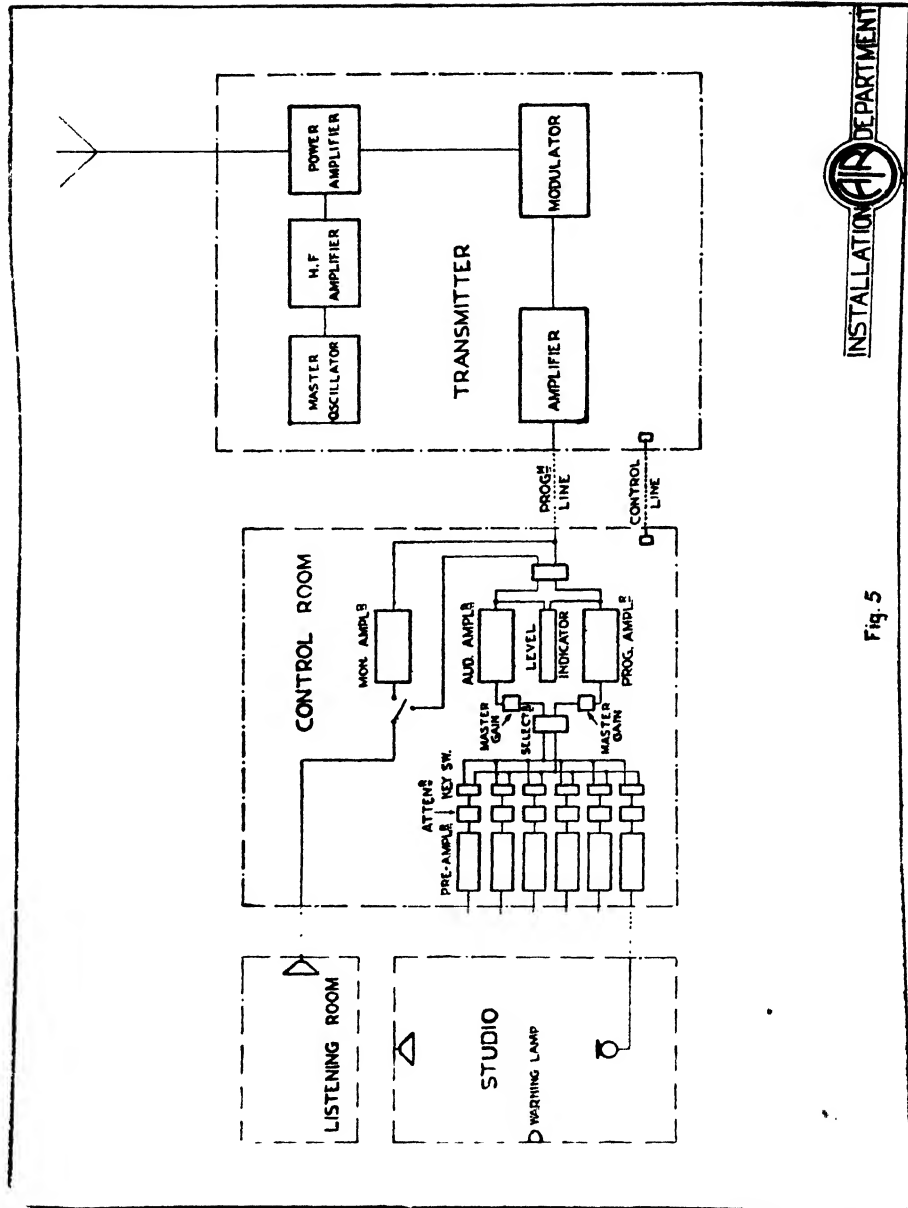 LISTENING ROOM
STUDIO
WARNING LAMP
CONTROL ROOM
MON. AMPLR
PRE-AMPLR
ATTENR
KEY SW.
MASTER
GAIN
SELECTR
MASTER
GAIN
AUD. AMPLR
LEVEL
INDICATOR
PROG. AMPLR
PROGM
LINE
CONTROL
LINE
TRANSMITTER
MASTER
OSCILLATOR
H.F
AMPLIFIER
POWER
AMPLIFIER
AMPLIFIER
MODULATOR
Fig. 5
INSTALLATION AIR DEPARTMENT